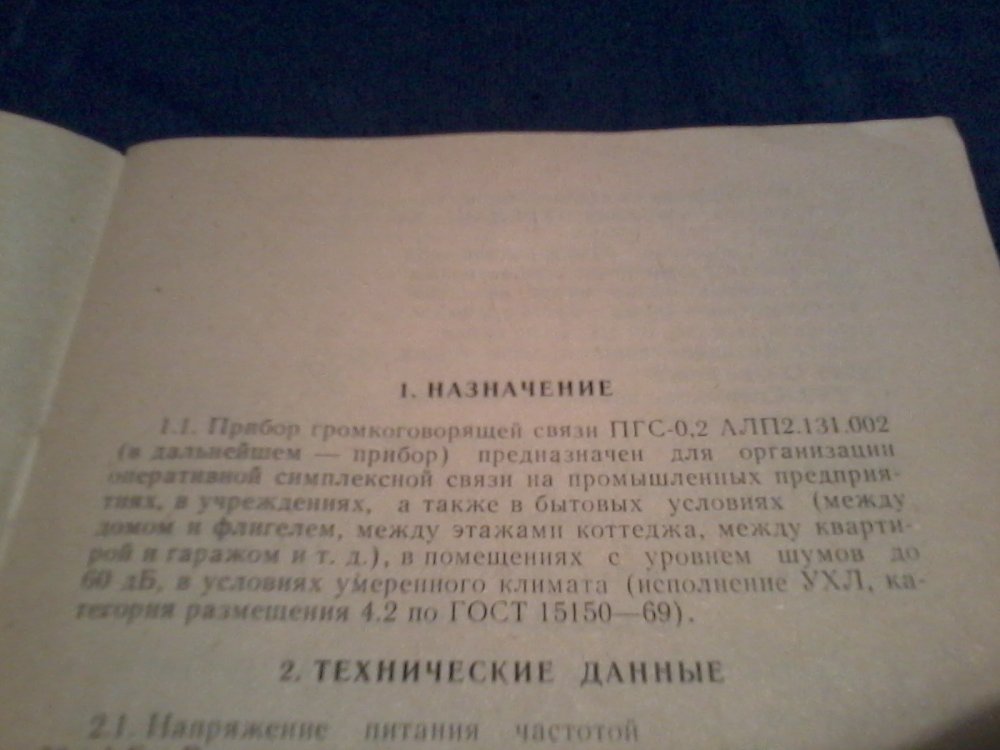 1. НАЗНАЧЕНИЕ
1.1. Прибор громкоговорящей связи ПГС-0,2 АЛП2.131.002
(в дальнейшем — прибор) предназначен для организации
оперативной симплексной связи на промышленных предприя-
тиях, в учреждениях, а также в бытовых условиях (между
домом и флигелем, между этажами коттеджа, между кварти-
рой и гаражом и т. д.), в помещениях с уровнем шумов до
60 дБ, в условиях умеренного климата (исполнение УХЛ, ка-
тегория размещения 4.2 по ГОСТ 15150—69).
2. ТЕХНИЧЕСКИЕ ДАННЫЕ
2.1. Напряжение питания частотой